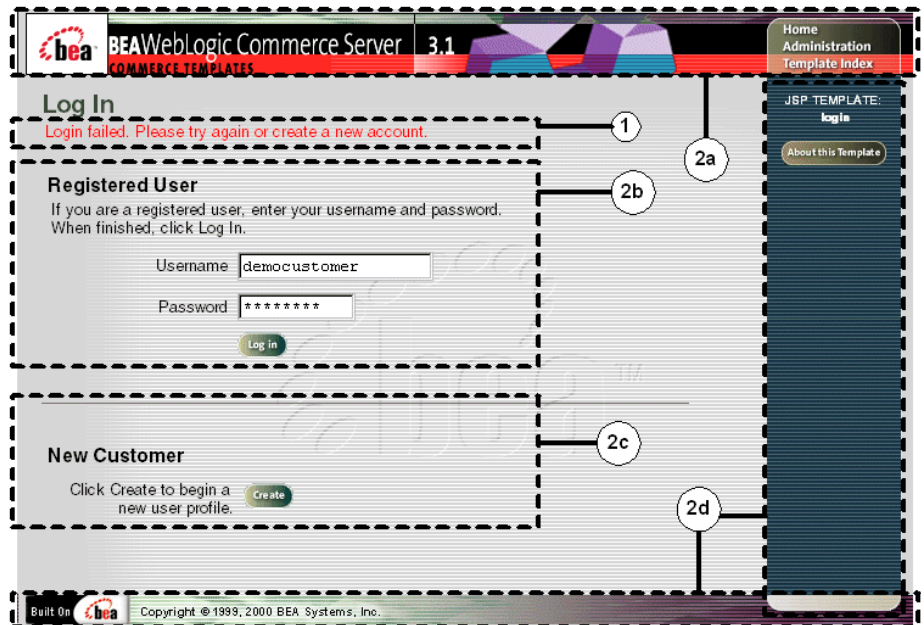 bea
BEAWebLogic Commerce Server 3.1
COMMERCE TEMPLATES
Home
Administration
Template Index
Log In
Login failed. Please try again or create a new account.
1
2a
JSP TEMPLATE:
login
About this Template
Registered User
If you are a registered user, enter your username and password.
When finished, click Log In.
2b
Username democustomer
Password ********
Log in
bea TM
2c
New Customer
Click Create to begin a
new user profile.
Create
2d
Built On bea
Copyright © 1999, 2000 BEA Systems, Inc.